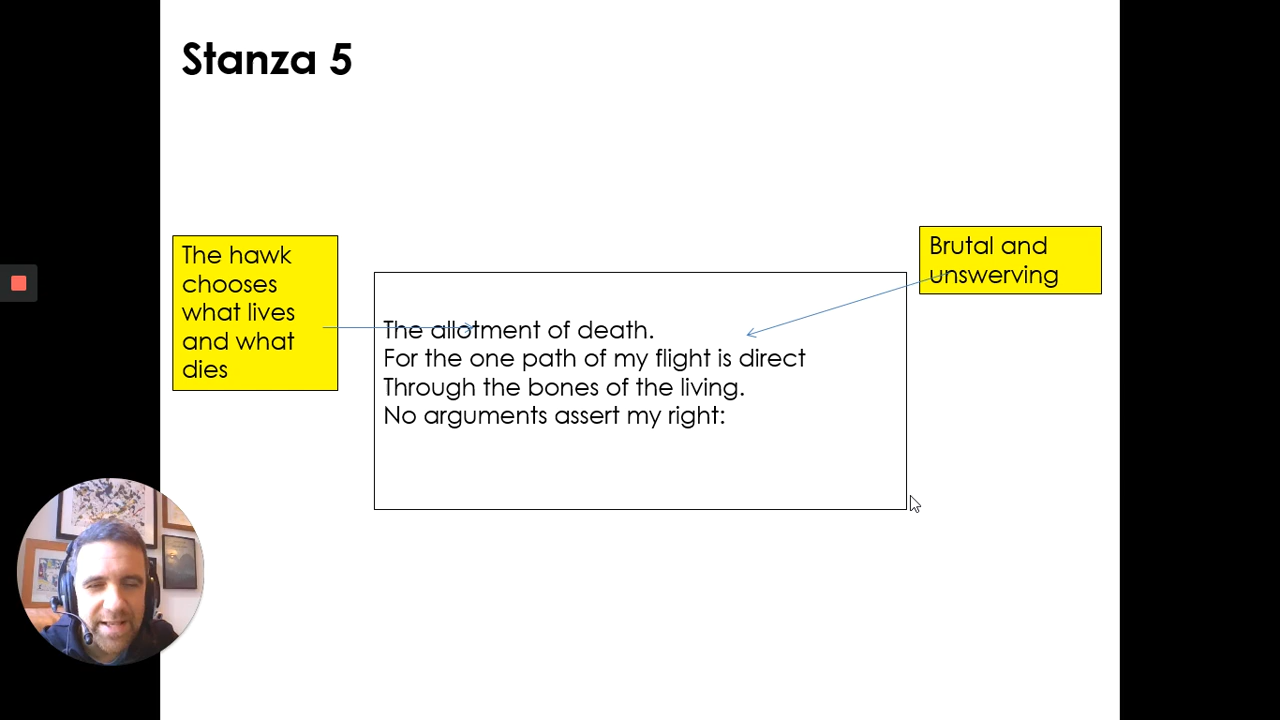 Stanza 5
The hawk
chooses
what lives
and what
dies
Brutal and
unswerving
The allotment of death.
For the one path of my flight is direct
Through the bones of the living.
No arguments assert my right: